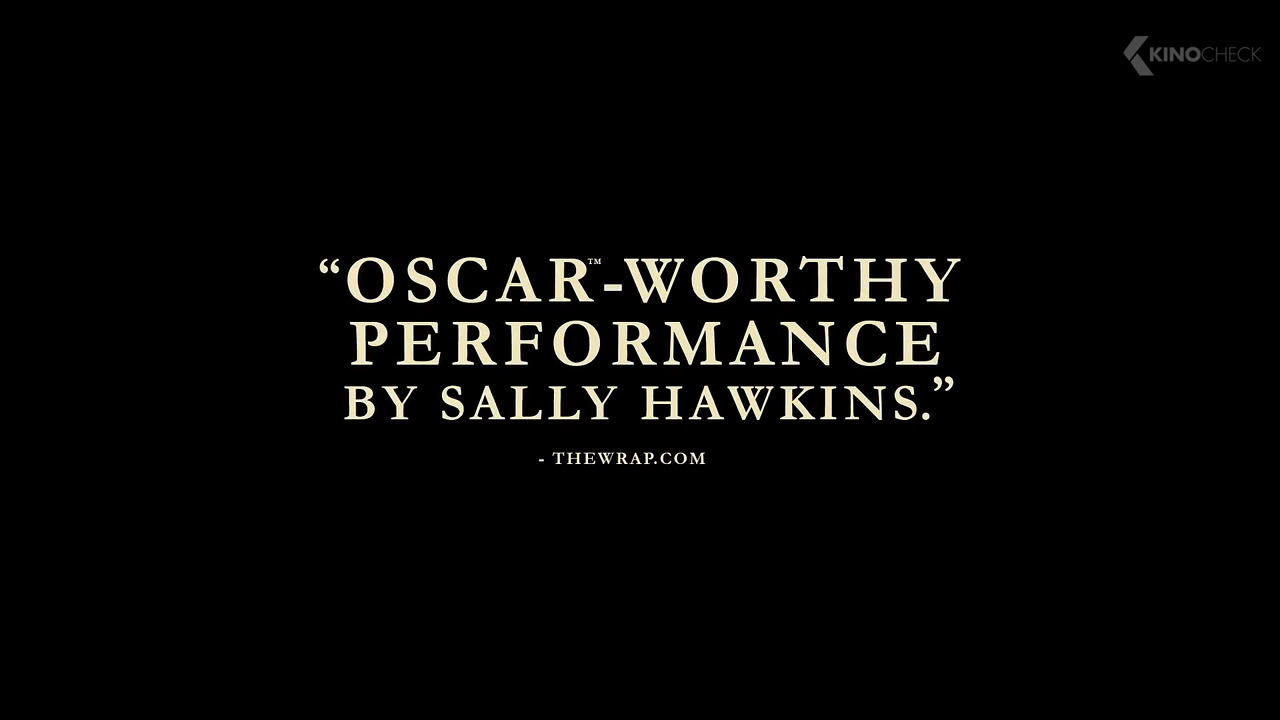 KINOCHECK
“OSCAR™-WORTHY
PERFORMANCE
BY SALLY HAWKINS.”
- THEWRAP.COM